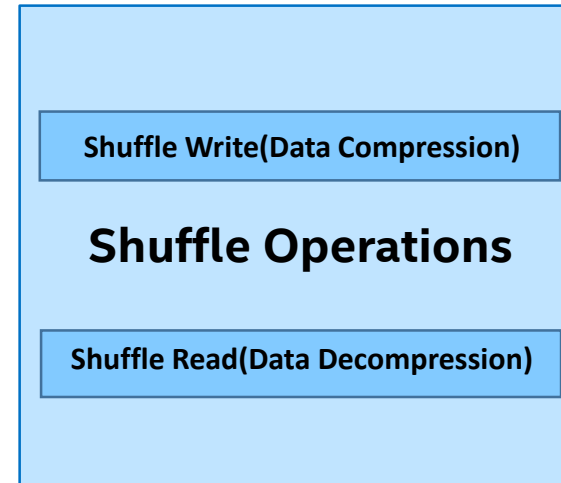 Shuffle Write(Data Compression)
Shuffle Operations
Shuffle Read(Data Decompression)